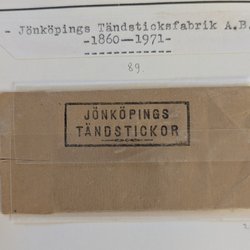 - Jönköpings Tändsticksfabrik A.B.
-1860—1971-
89
JÖNKÖPINGS
TÄNDSTICKOR